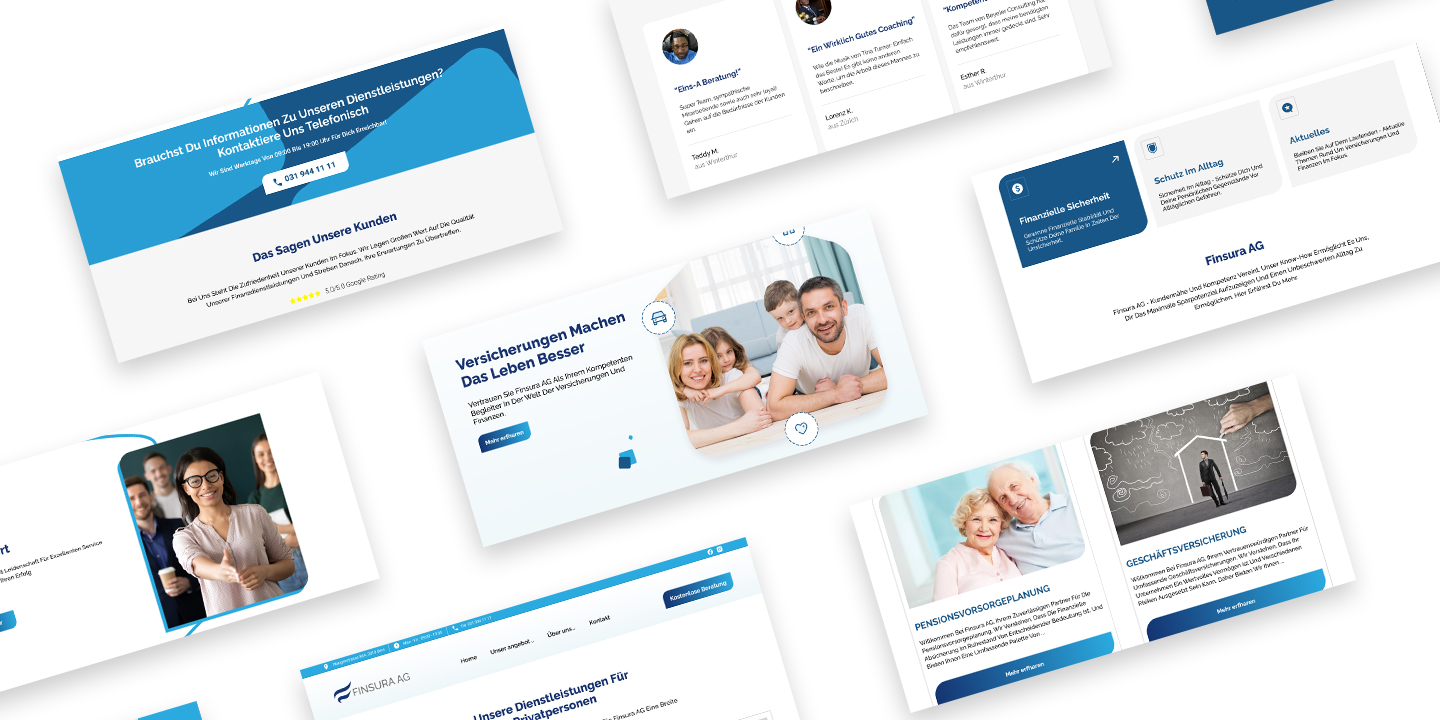 Brauchst Du Informationen Zu Unseren Dienstleistungen?
Kontaktiere Uns Telefonisch
Wir Sind Werktags Von 09:00 Bis 19:00 Uhr Für Dich Erreichbar!
031 944 11 11
Das Sagen Unsere Kunden
Bei Uns Steht Die Zufriedenheit Unserer Kunden Im Fokus. Wir Legen Großen Wert Auf Die Qualität
Unserer Finanzdienstleistungen Und Streben Danach, Ihre Erwartungen Zu Übertreffen.
5.0/5.0 Google Rating
"Eins-A Beratung!"
Super Team, sympathische
Mitarbeitende sowie auch sehr loyal!
Gehen auf die Bedürfnisse der Kunden
ein.
Teddy M.
aus Winterthur
"Ein Wirklich Gutes Coaching"
Wie die Musik von Tina Turner: Einfach
das Beste! Es gibt keine anderen
Worte, um die Arbeit dieses Mannes zu
beschreiben.
Lorenz K.
aus Zürich
Das Team von Beyeler Consulting hat
dafür gesorgt, dass meine benötigten
Leistungen immer gedeckt sind. Sehr
empfehlenswert.
Esther R.
aus Winterthur
Finanzielle Sicherheit
Gewinne Finanzielle Stabilität Und
Schütze Deine Familie In Zeiten Der
Unsicherheit.
Schutz Im Alltag
Sicherheit Im Alltag - Schütze Dich Und
Deine Persönlichen Gegenstände Vor
Alltäglichen Gefahren.
Aktuelles
Bleiben Sie Auf Dem Laufenden - Aktuelle
Themen Rund Um Versicherungen Und
Finanzen Im Fokus.
Finsura AG
Finsura AG - Kundennähe Und Kompetenz Vereint. Unser Know-How Ermöglicht Es Uns,
Dir Das Maximale Sparpotenzial Aufzuzeigen Und Einen Unbeschwerten Alltag Zu
Ermöglichen. Hier Erfährst Du Mehr
Versicherungen Machen
Das Leben Besser
Vertrauen Sie Finsura AG Als Ihrem Kompetenten
Begleiter In Der Welt Der Versicherungen Und
Finanzen.
Mehr erfahren
Leidenschaft Für Exzellenten Service
Ihren Erfolg
PENSIONSVORSORGEPLANUNG
Willkommen Bei Finsura AG, Ihrem Zuverlässigen Partner Für Die
Pensionsvorsorgeplanung. Wir Verstehen, Dass Die Finanzielle
Absicherung Im Ruhestand Von Entscheidender Bedeutung Ist. Und
Bieten Ihnen Eine Umfassende Palette Von ...
Mehr erfahren
GESCHÄFTSVERSICHERUNG
Willkommen Bei Finsura AG, Ihrem Vertrauenswürdigen Partner Für
Umfassende Geschäftsversicherungen. Wir Verstehen, Dass Ihr
Unternehmen Ein Wertvolles Vermögen Ist Und Verschiedenen
Risiken Ausgesetzt Sein Kann. Daher Bieten Wir Ihnen ...
Mehr erfahren
FINSURA AG
Home
Unser angebot...
Über uns...
Kontakt
Kostenlose Beratung
Unsere Dienstleistungen Für
Privatpersonen
Finsura AG Eine Breite